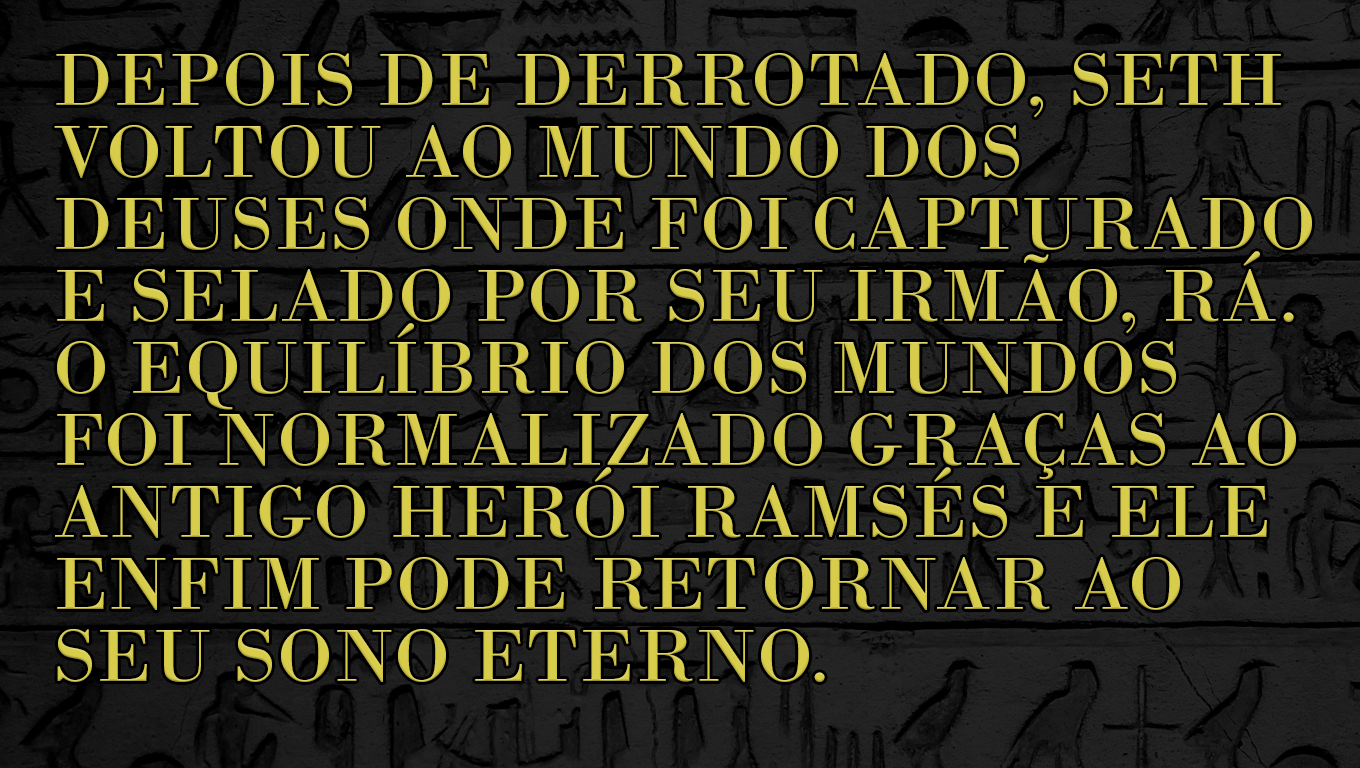 DEPOIS DE DERROTADO, SETH
VOLTOU AO MUNDO DOS
DEUSES ONDE FOI CAPTURADO
E SELADO POR SEU IRMÃO, RÁ.
O EQUILÍBRIO DOS MUNDOS
FOI NORMALIZADO GRAÇAS AO
ANTIGO HERÓI RAMSÉS E ELE
ENFIM PODE RETORNAR AO
SEU SONO ETERNO.